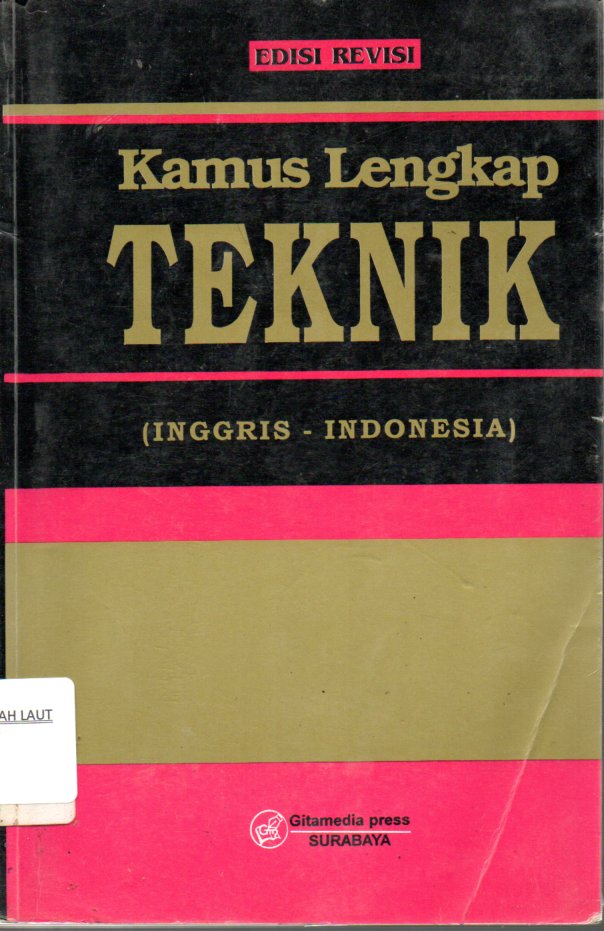 EDISI REVISI
Kamus Lengkap
TEKNIK
(INGGRIS - INDONESIA)
AH LAUT
Gitamedia press
SURABAYA